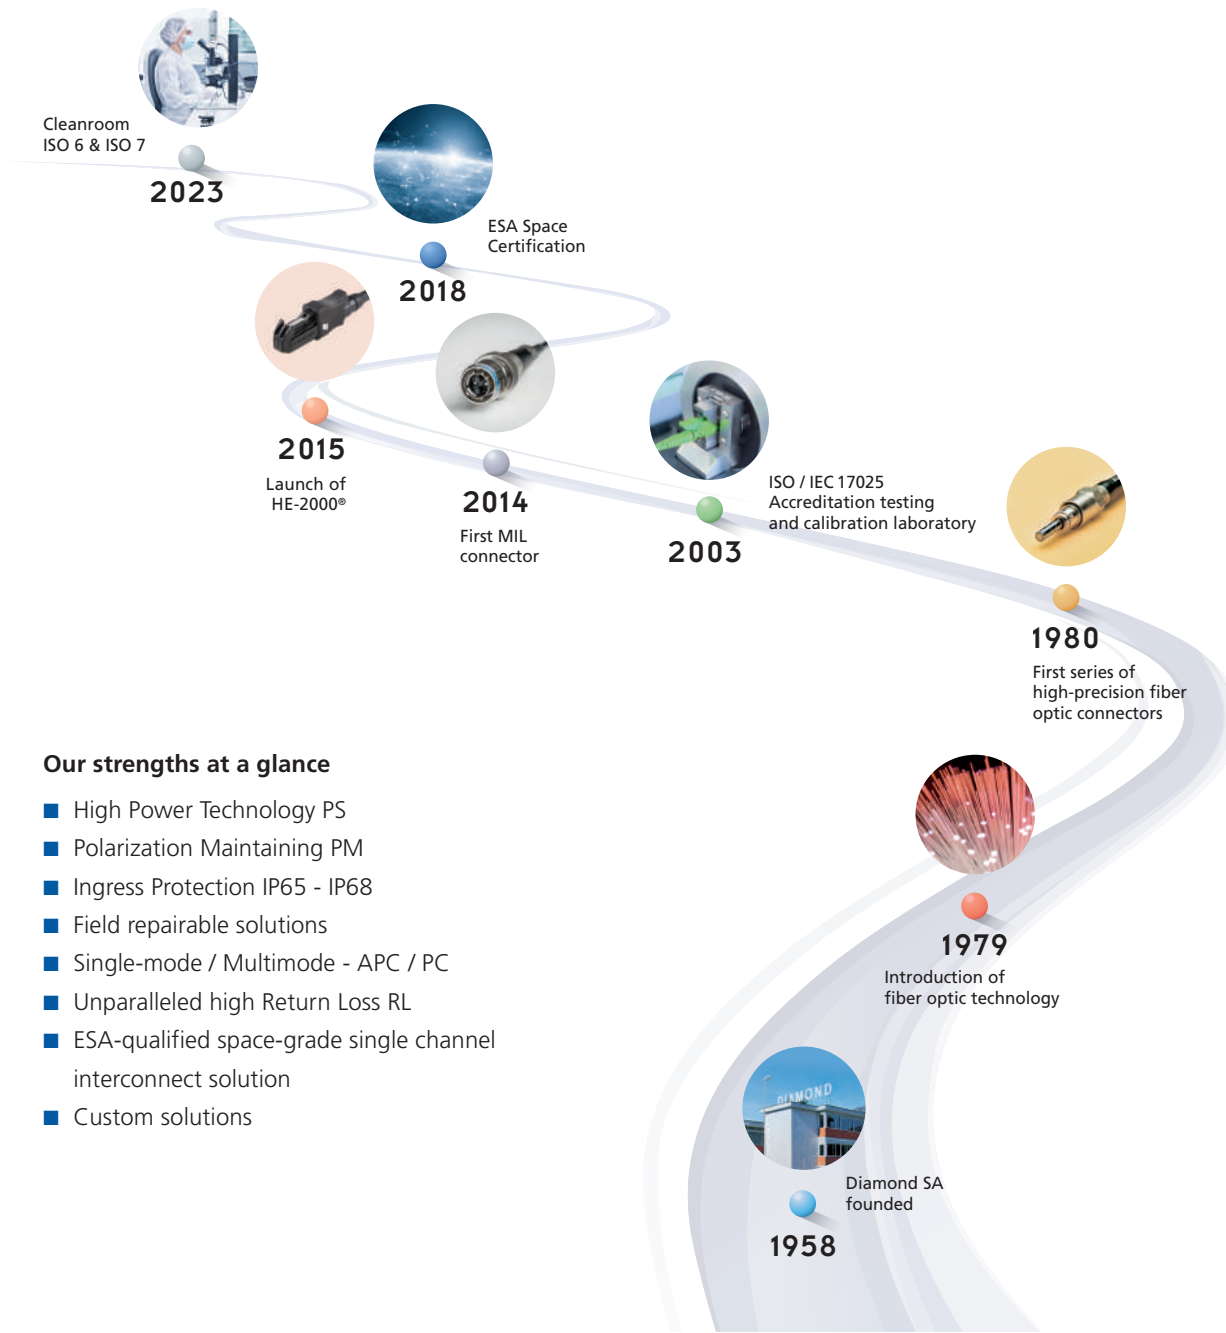 Cleanroom
ISO 6 & ISO 7
2023
ESA Space
Certification
2018
2015
Launch of
HE-2000®
2014
First MIL
connector
ISO / IEC 17025
Accreditation testing
and calibration laboratory
2003
1980
First series of
high-precision fiber
optic connectors
Our strengths at a glance
■ High Power Technology PS
■ Polarization Maintaining PM
■ Ingress Protection IP65 - IP68
■ Field repairable solutions
■ Single-mode / Multimode - APC / PC
■ Unparalleled high Return Loss RL
■ ESA-qualified space-grade single channel
interconnect solution
■ Custom solutions
1979
Introduction of
fiber optic technology
DIAMOND
Diamond SA
founded
1958